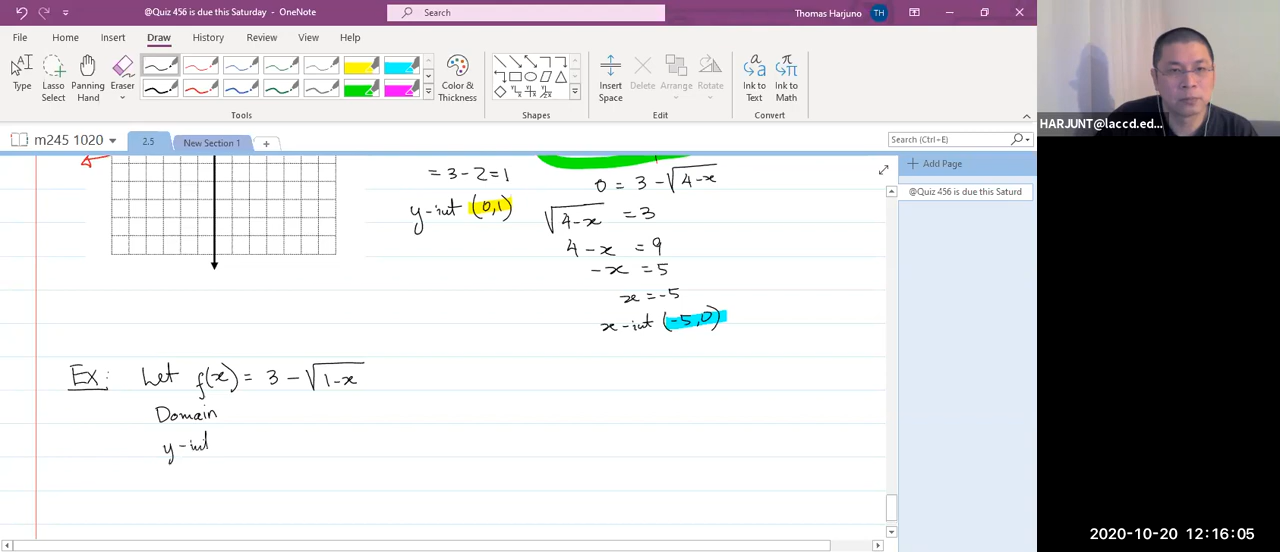 @Quiz 456 is due this Saturday - OneNote
Search
Thomas Harjuno
TH
File Home Insert Draw History Review View Help
Type
Lasso Select
Panning Hand
Eraser
Color & Thickness
Insert Space
Delete
Arrange
Rotate
Ink to Text
Ink to Math
Tools
Shapes
Edit
Convert
m245 1020
2.5
New Section 1
Search (Ctrl+E)
Add Page
@Quiz 456 is due this Saturd
HARJUNT@laccd.ed...
= 3 - 2 = 1
y-int (0,1)
0 = 3 - √(4-x)
√(4-x) = 3
4 - x = 9
-x = 5
x = -5
x-int (-5,0)
Ex: Let f(x) = 3 - √(1-x)
Domain
y-int
2020-10-20 12:16:05